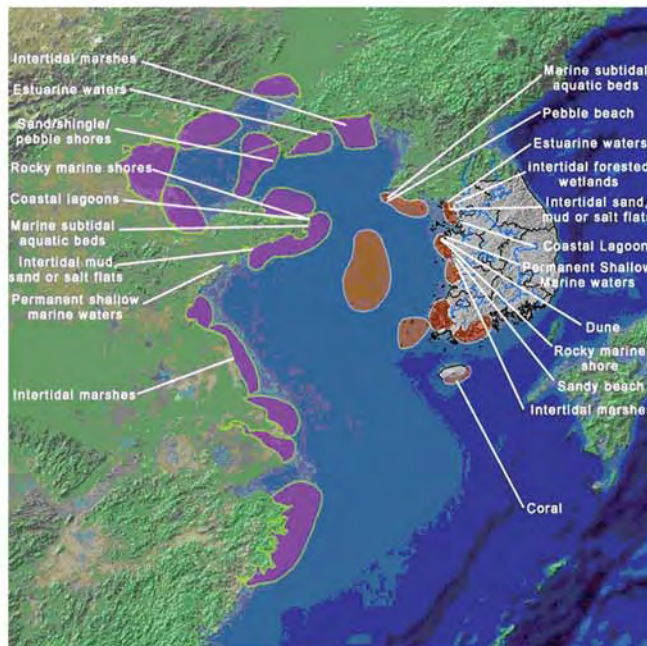 Intertidal marshes
Estuarine waters
Sand/shingle/
pebble shores
Rocky marine shores
Coastal lagoons
Marine subtidal
aquatic beds
Intertidal mud
sand or salt flats
Permanent shallow
marine waters
Intertidal marshes
Marine subtidal
aquatic beds
Pebble beach
Estuarine waters
intertidal forested
wetlands
Intertidal sand,
mud or salt flats
Coastal Lagoon
Permanent Shallow
Marine waters
Dune
Rocky marine
shore
Sandy beach
Intertidal marshes
Coral